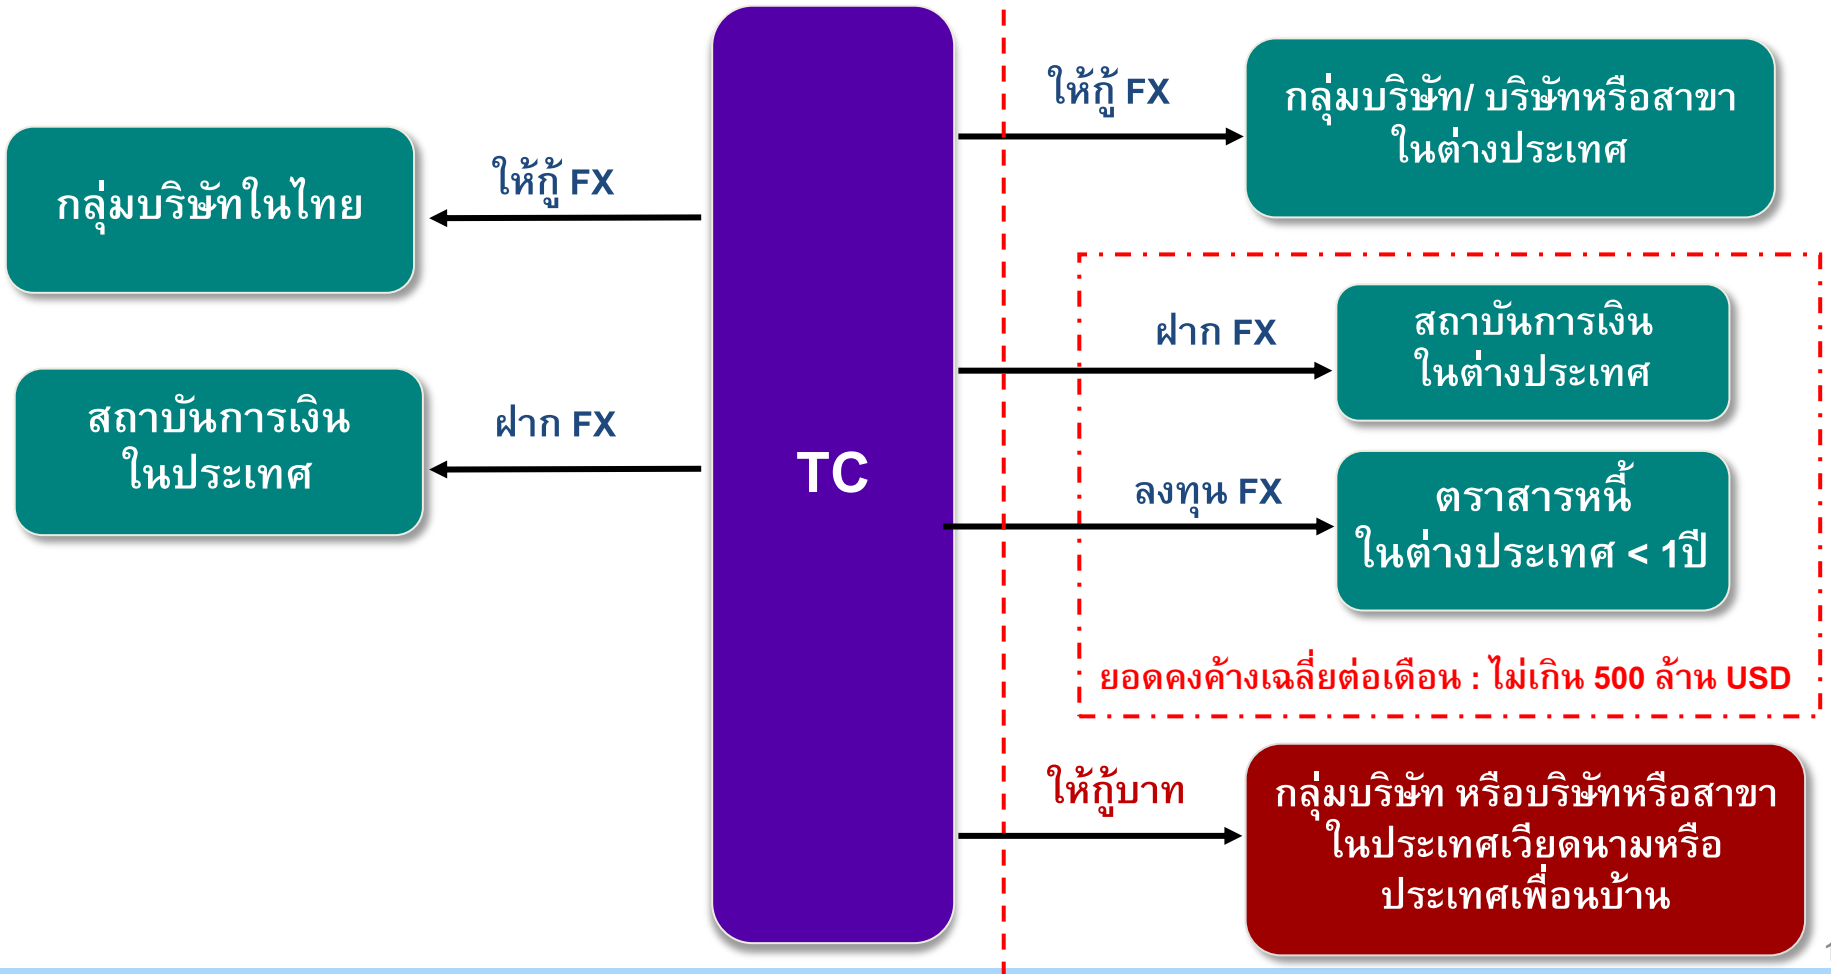 กลุ่มบริษัทในไทย
ให้กู้ FX
สถาบันการเงิน
ในประเทศ
ฝาก FX
TC
ให้กู้ FX
กลุ่มบริษัท/ บริษัทหรือสาขา
ในต่างประเทศ
ฝาก FX
สถาบันการเงิน
ในต่างประเทศ
ลงทุน FX
ตราสารหนี้
ในต่างประเทศ < 1ปี
ยอดคงค้างเฉลี่ยต่อเดือน : ไม่เกิน 500 ล้าน USD
ให้กู้บาท
กลุ่มบริษัท หรือบริษัทหรือสาขา
ในประเทศเวียดนามหรือ
ประเทศเพื่อนบ้าน